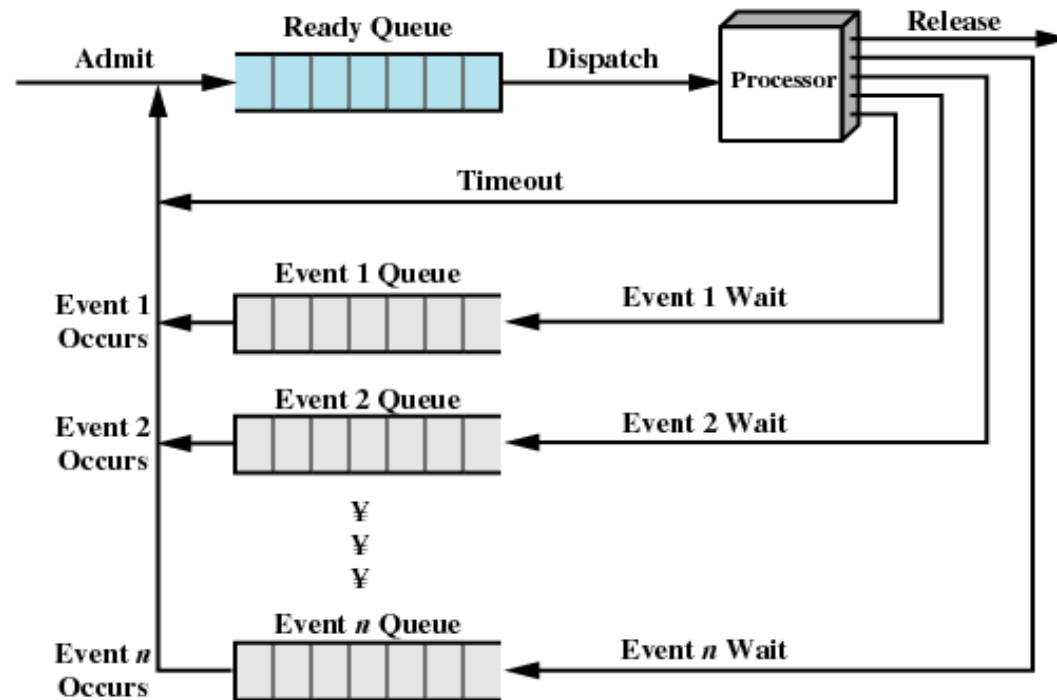 Ready Queue
Release
Admit
Dispatch
Processor
Timeout
Event 1 Queue
Event 1 Wait
Event 1
Occurs
Event 2 Queue
Event 2 Wait
Event 2
Occurs
¥
¥
¥
Event n Queue
Event n Wait
Event n
Occurs